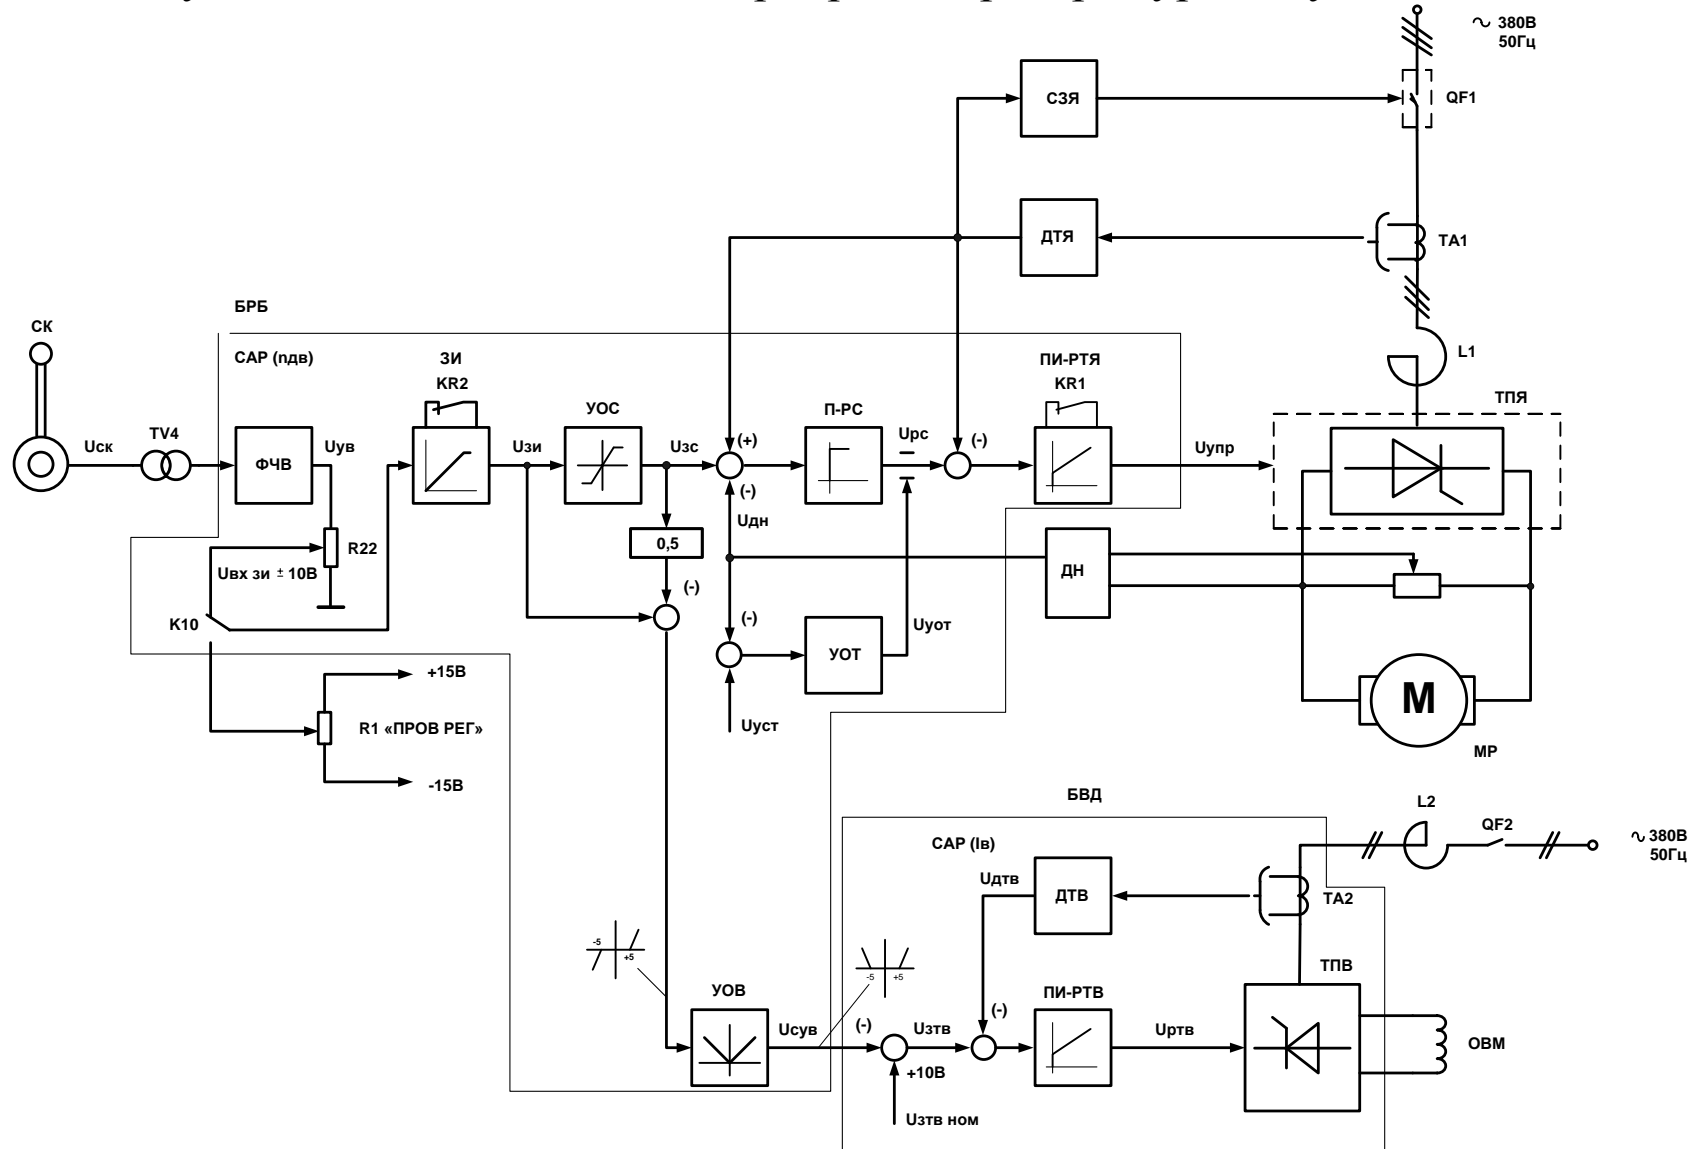 380В
50Гц
СЗЯ
QF1
ДТЯ
TA1
БРБ
СК
САР (nдв)
ЗИ
KR2
ПИ-РТЯ
KR1
L1
УОС
П-РС
ТПЯ
TV4
Uск
ФЧВ
Uув
Uзи
Uзс
(+)
Uрс
(-)
Uупр
(-)
Uдн
R22
0,5
ДН
Uвх зи ± 10В
(-)
K10
(-)
УОТ
Uуот
+15В
R1 «ПРОВ РЕГ»
Uуст
М
МР
-15В
БВД
L2
QF2
380В
50Гц
САР (Iв)
Uдтв
ДТВ
TA2
-5
+5
-5
+5
ТПВ
УОВ
ПИ-РТВ
Uсув
(-)
Uзтв
(-)
Uртв
ОВМ
+10В
Uзтв ном